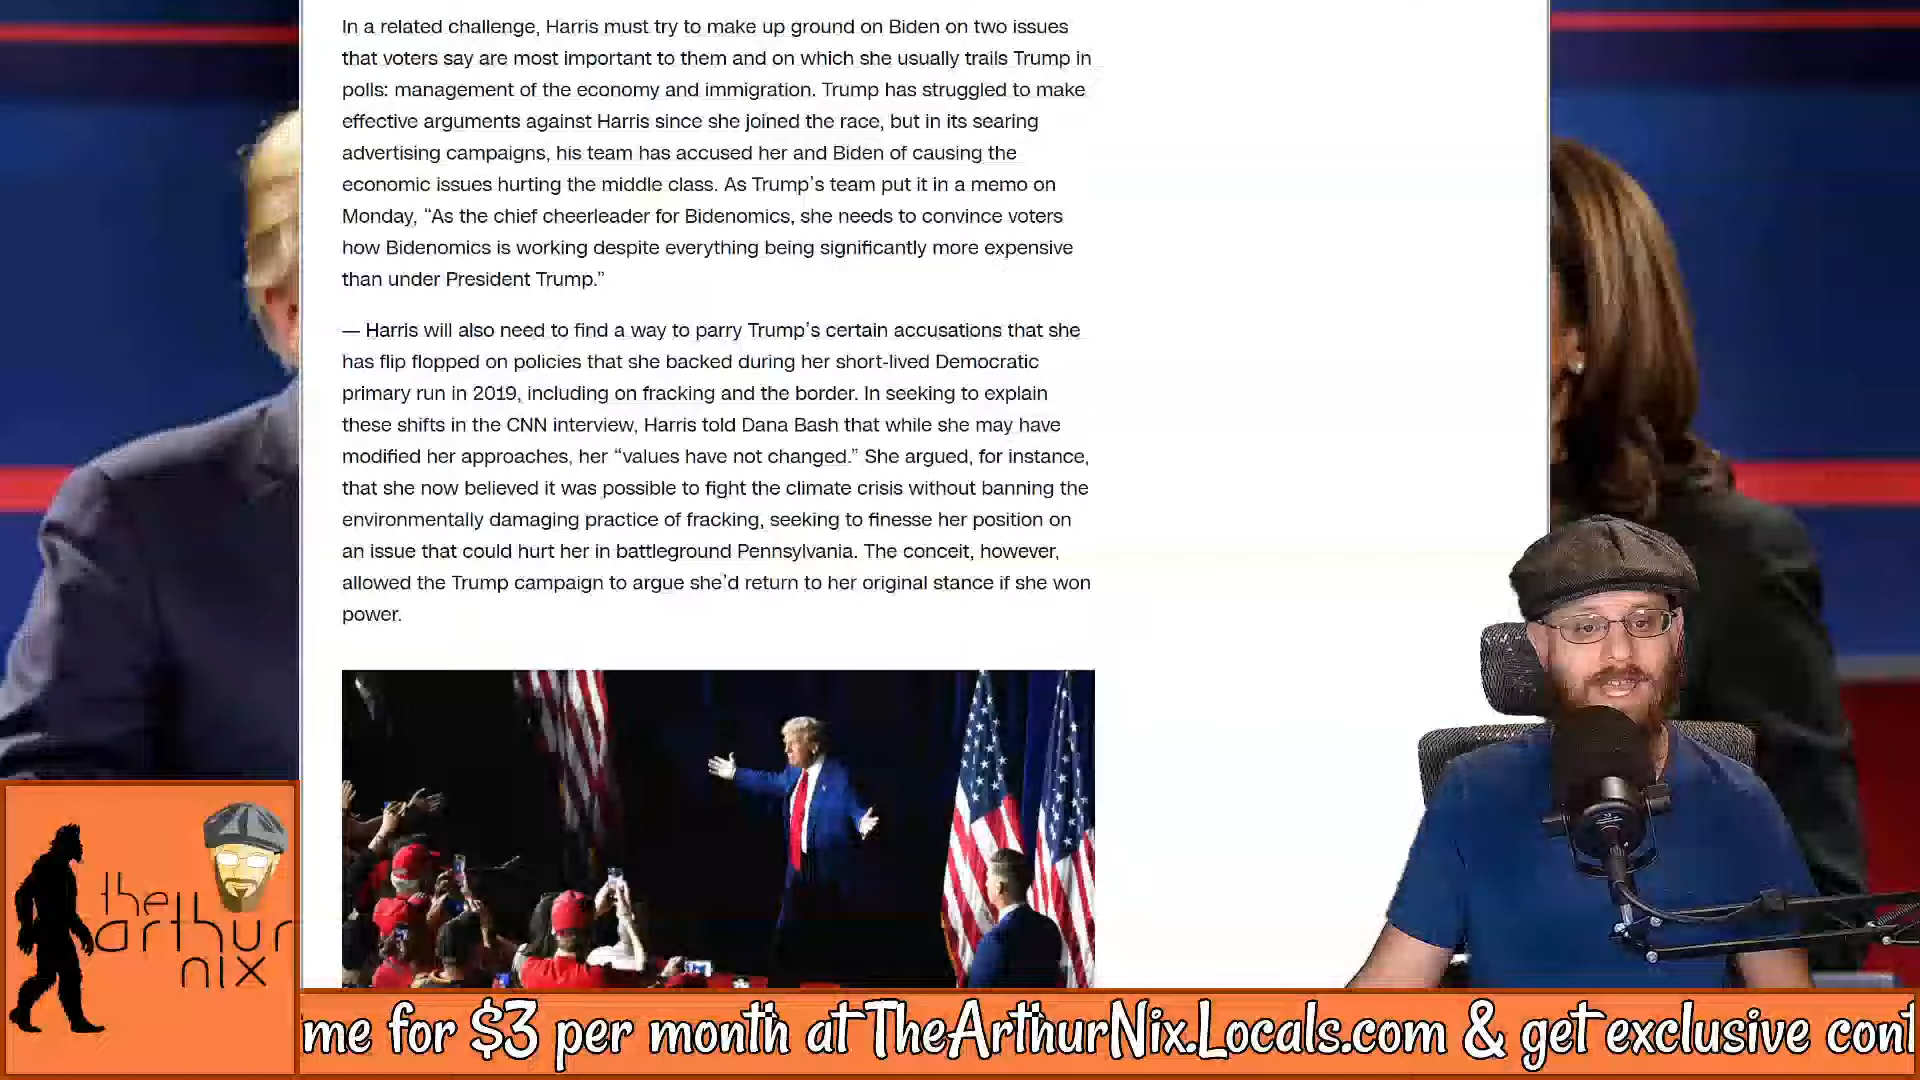 In a related challenge, Harris must try to make up ground on Biden on two issues
that voters say are most important to them and on which she usually trails Trump in
polls: management of the economy and immigration. Trump has struggled to make
effective arguments against Harris since she joined the race, but in its searing
advertising campaigns, his team has accused her and Biden of causing the
economic issues hurting the middle class. As Trump’s team put it in a memo on
Monday, “As the chief cheerleader for Bidenomics, she needs to convince voters
how Bidenomics is working despite everything being significantly more expensive
than under President Trump.”
— Harris will also need to find a way to parry Trump’s certain accusations that she
has flip flopped on policies that she backed during her short-lived Democratic
primary run in 2019, including on fracking and the border. In seeking to explain
these shifts in the CNN interview, Harris told Dana Bash that while she may have
modified her approaches, her “values have not changed.” She argued, for instance,
that she now believed it was possible to fight the climate crisis without banning the
environmentally damaging practice of fracking, seeking to finesse her position on
an issue that could hurt her in battleground Pennsylvania. The conceit, however,
allowed the Trump campaign to argue she’d return to her original stance if she won
power.
the
arthur
nix
me for $3 per month at TheArthurNix.Locals.com & get exclusive cont